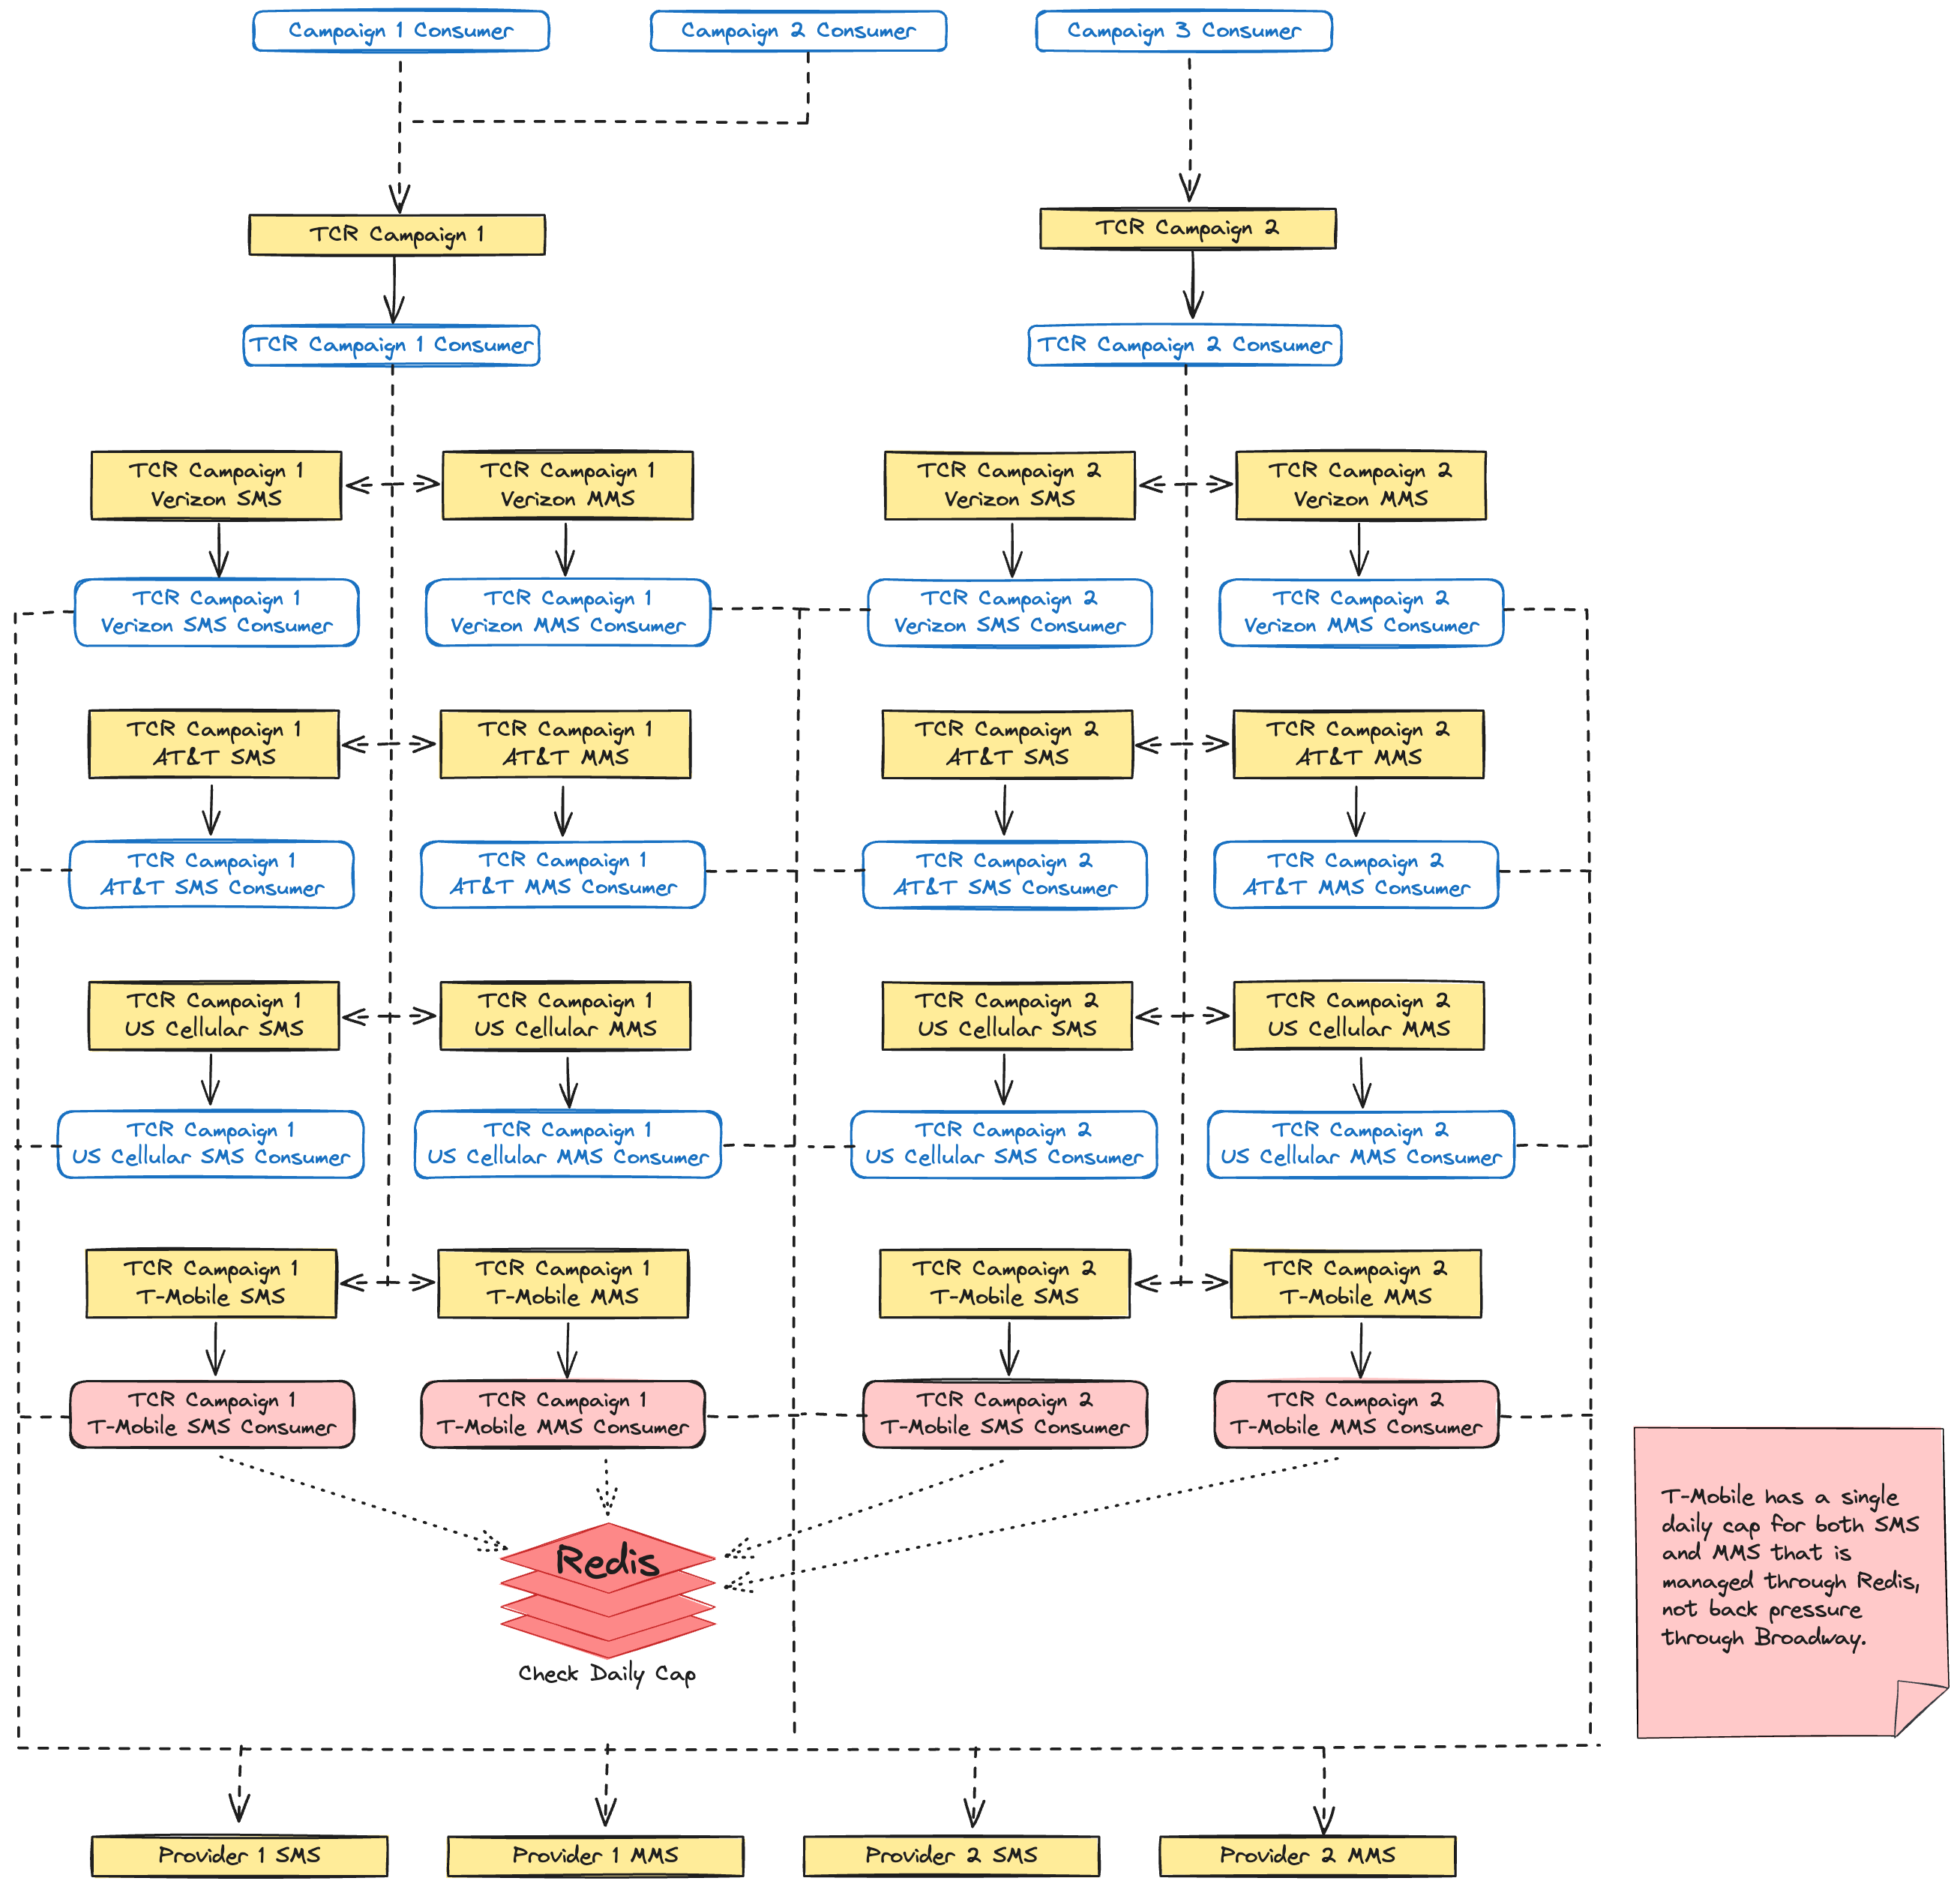 Campaign 1 Consumer
Campaign 2 Consumer
Campaign 3 Consumer
TCR Campaign 1
TCR Campaign 2
TCR Campaign 1 Consumer
TCR Campaign 2 Consumer
TCR Campaign 1
Verizon SMS
TCR Campaign 1
Verizon MMS
TCR Campaign 2
Verizon SMS
TCR Campaign 2
Verizon MMS
TCR Campaign 1
Verizon SMS Consumer
TCR Campaign 1
Verizon MMS Consumer
TCR Campaign 2
Verizon SMS Consumer
TCR Campaign 2
Verizon MMS Consumer
TCR Campaign 1
AT&T SMS
TCR Campaign 1
AT&T MMS
TCR Campaign 2
AT&T SMS
TCR Campaign 2
AT&T MMS
TCR Campaign 1
AT&T SMS Consumer
TCR Campaign 1
AT&T MMS Consumer
TCR Campaign 2
AT&T SMS Consumer
TCR Campaign 2
AT&T MMS Consumer
TCR Campaign 1
US Cellular SMS
TCR Campaign 1
US Cellular MMS
TCR Campaign 2
US Cellular SMS
TCR Campaign 2
US Cellular MMS
TCR Campaign 1
US Cellular SMS Consumer
TCR Campaign 1
US Cellular MMS Consumer
TCR Campaign 2
US Cellular SMS Consumer
TCR Campaign 2
US Cellular MMS Consumer
TCR Campaign 1
T-Mobile SMS
TCR Campaign 1
T-Mobile MMS
TCR Campaign 2
T-Mobile SMS
TCR Campaign 2
T-Mobile MMS
TCR Campaign 1
T-Mobile SMS Consumer
TCR Campaign 1
T-Mobile MMS Consumer
TCR Campaign 2
T-Mobile SMS Consumer
TCR Campaign 2
T-Mobile MMS Consumer
T-Mobile has a single
daily cap for both SMS
and MMS that is
managed through Redis,
not back pressure
through Broadway.
Redis
Check Daily Cap
Provider 1 SMS
Provider 1 MMS
Provider 2 SMS
Provider 2 MMS